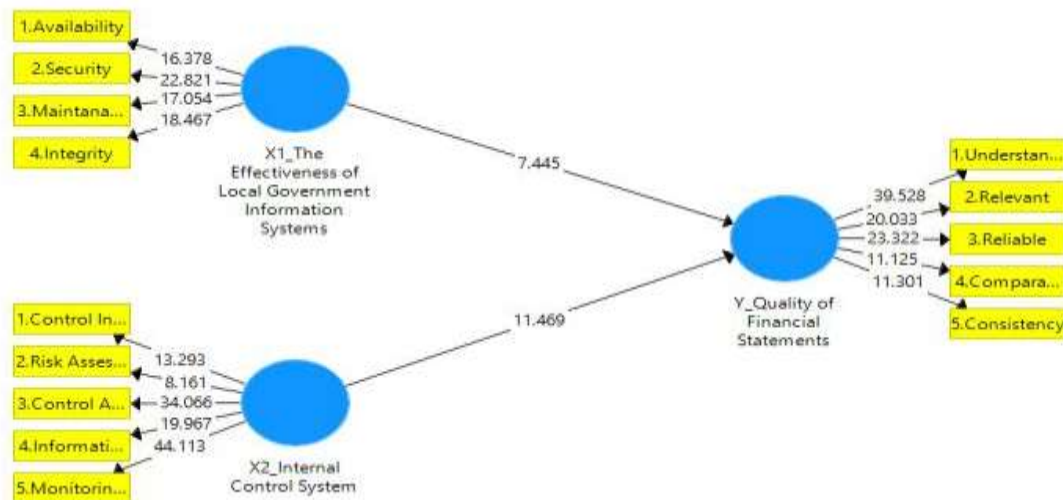 1.Availability
2.Security
3.Maintana...
4.Integrity
16.378
22.821
17.054
18.467
X1_The
Effectiveness of
Local Government
Information
Systems
7.445
1.Control In...
2.Risk Asses...
3.Control A...
4.Informati...
5.Monitorin...
13.293
8.161
34.066
19.967
44.113
X2_Internal
Control System
11.469
Y_Quality of
Financial
Statements
39.528
20.033
23.322
11.125
11.301
1.Understan...
2.Relevant
3.Reliable
4.Compara...
5.Consistency